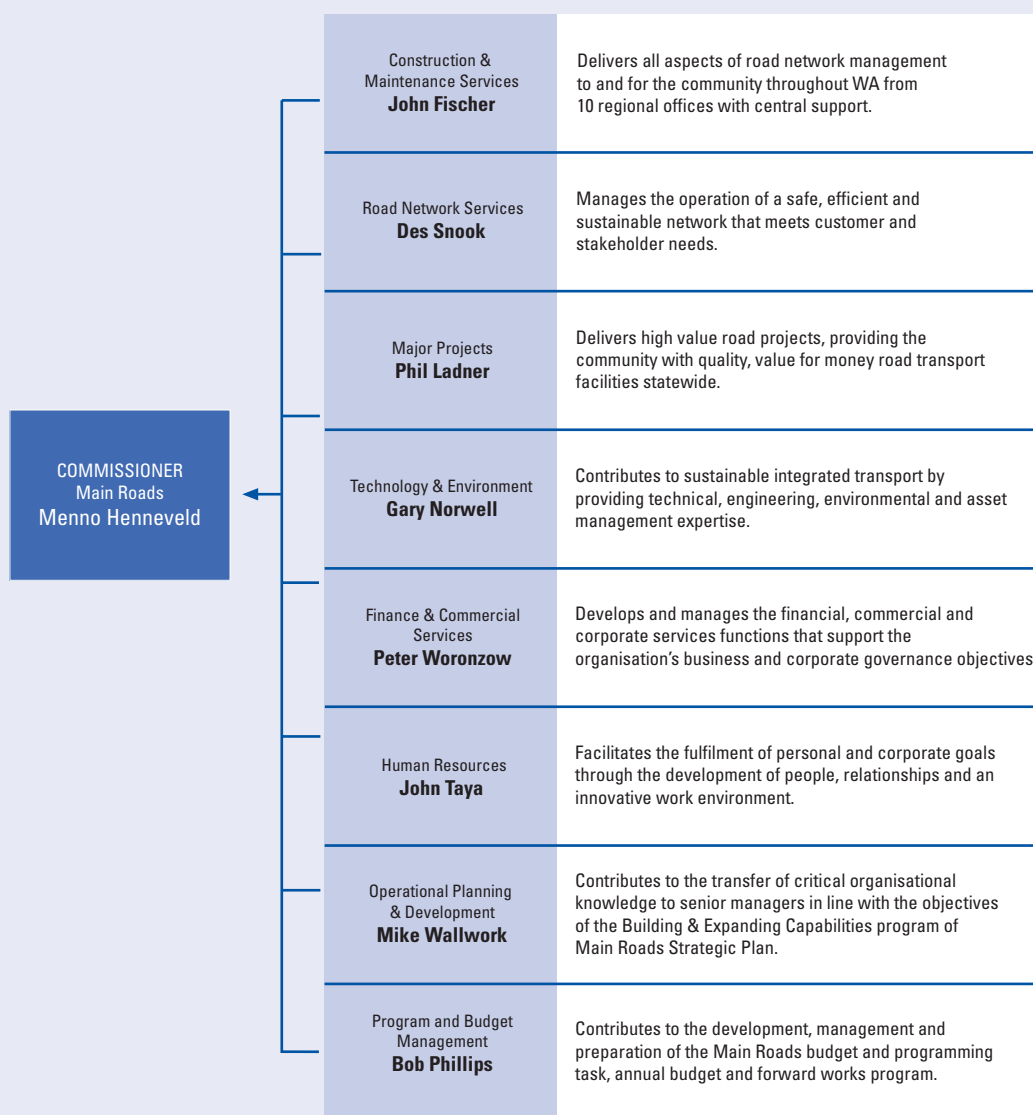 Construction &
Maintenance Services
John Fischer
Delivers all aspects of road network management
to and for the community throughout WA from
10 regional offices with central support.
Road Network Services
Des Snook
Manages the operation of a safe, efficient and
sustainable network that meets customer and
stakeholder needs.
Major Projects
Phil Ladner
Delivers high value road projects, providing the
community with quality, value for money road transport
facilities statewide.
COMMISSIONER
Main Roads
Menno Henneveld
Technology & Environment
Gary Norwell
Contributes to sustainable integrated transport by
providing technical, engineering, environmental and asset
management expertise.
Finance & Commercial
Services
Peter Woronzow
Develops and manages the financial, commercial and
corporate services functions that support the
organisation's business and corporate governance objectives
Human Resources
John Taya
Facilitates the fulfilment of personal and corporate goals
through the development of people, relationships and an
innovative work environment.
Operational Planning
& Development
Mike Wallwork
Contributes to the transfer of critical organisational
knowledge to senior managers in line with the objectives
of the Building & Expanding Capabilities program of
Main Roads Strategic Plan.
Program and Budget
Management
Bob Phillips
Contributes to the development, management and
preparation of the Main Roads budget and programming
task, annual budget and forward works program.